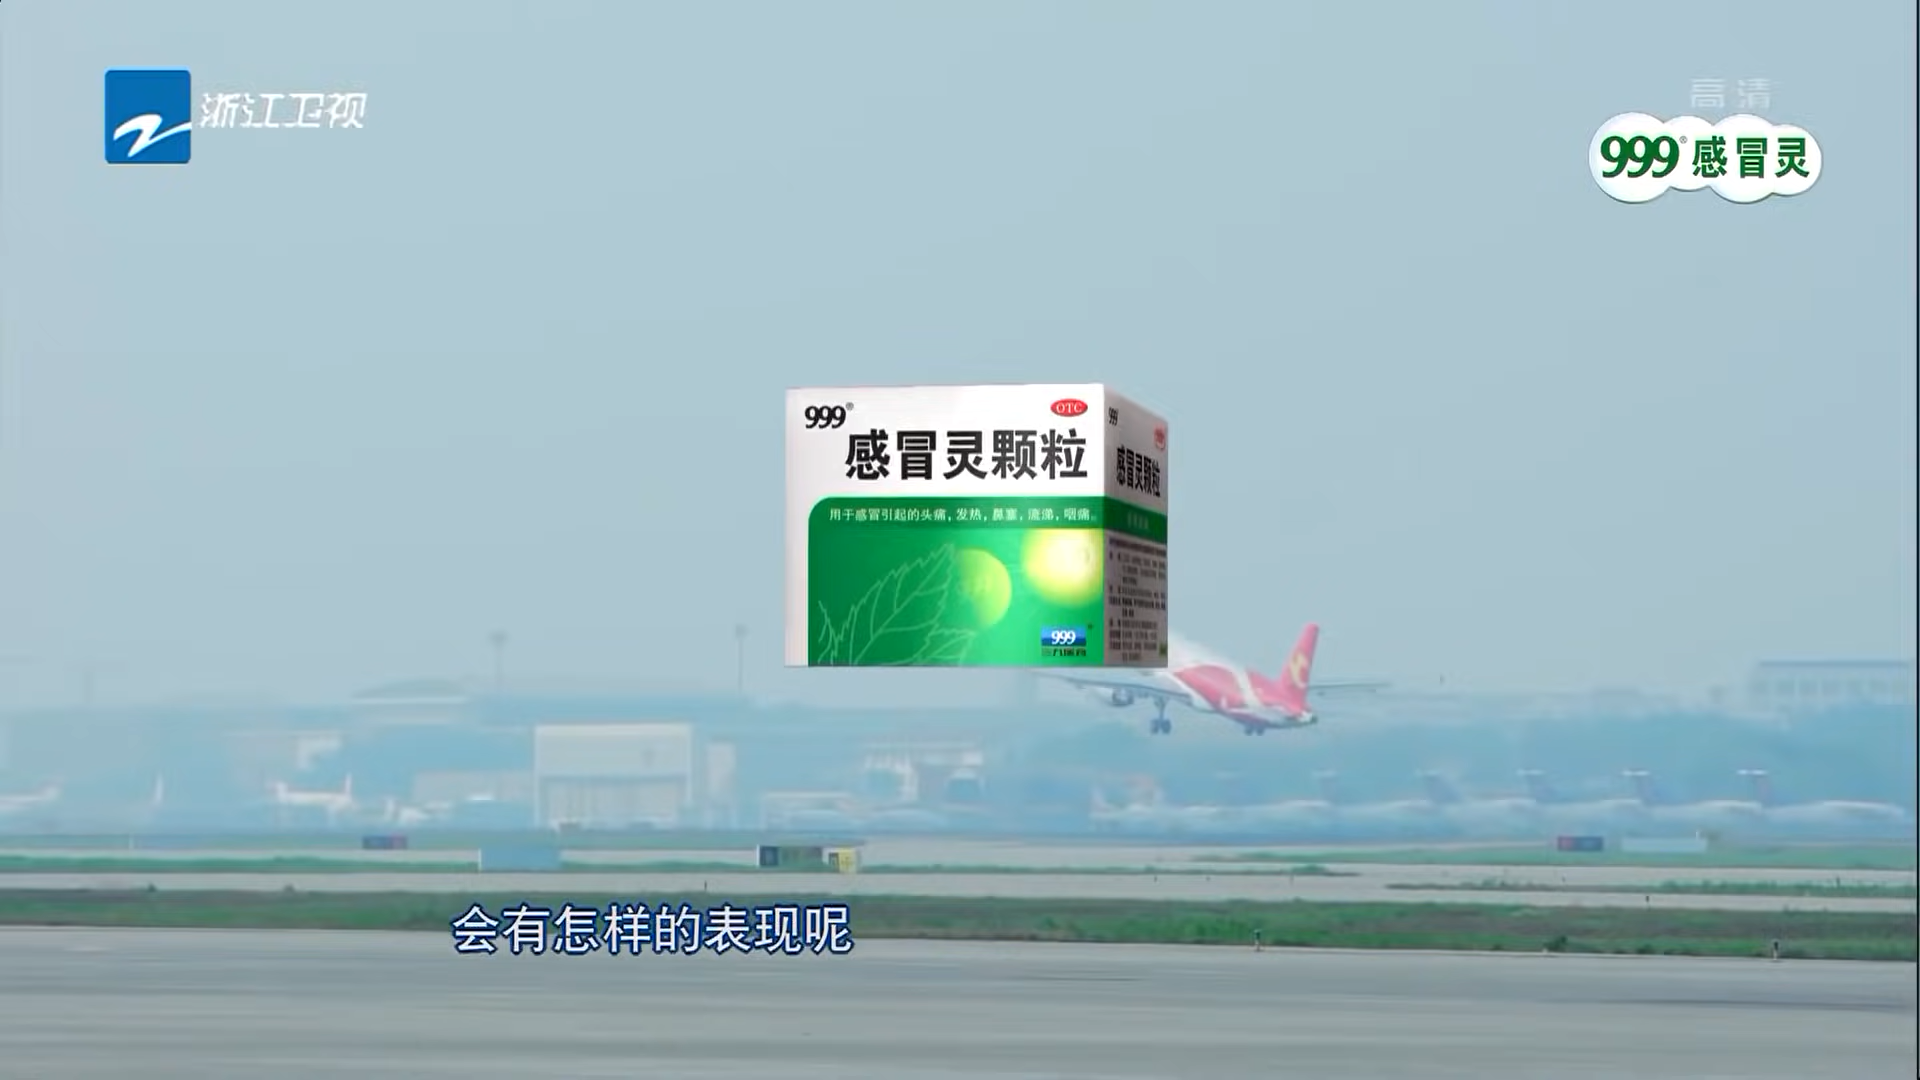 浙江卫视
高清
999®感冒灵
999®
OTC
感冒灵颗粒
用于感冒引起的头痛，发热，鼻塞，流涕，咽痛。
999
999
感冒灵颗粒
会有怎样的表现呢